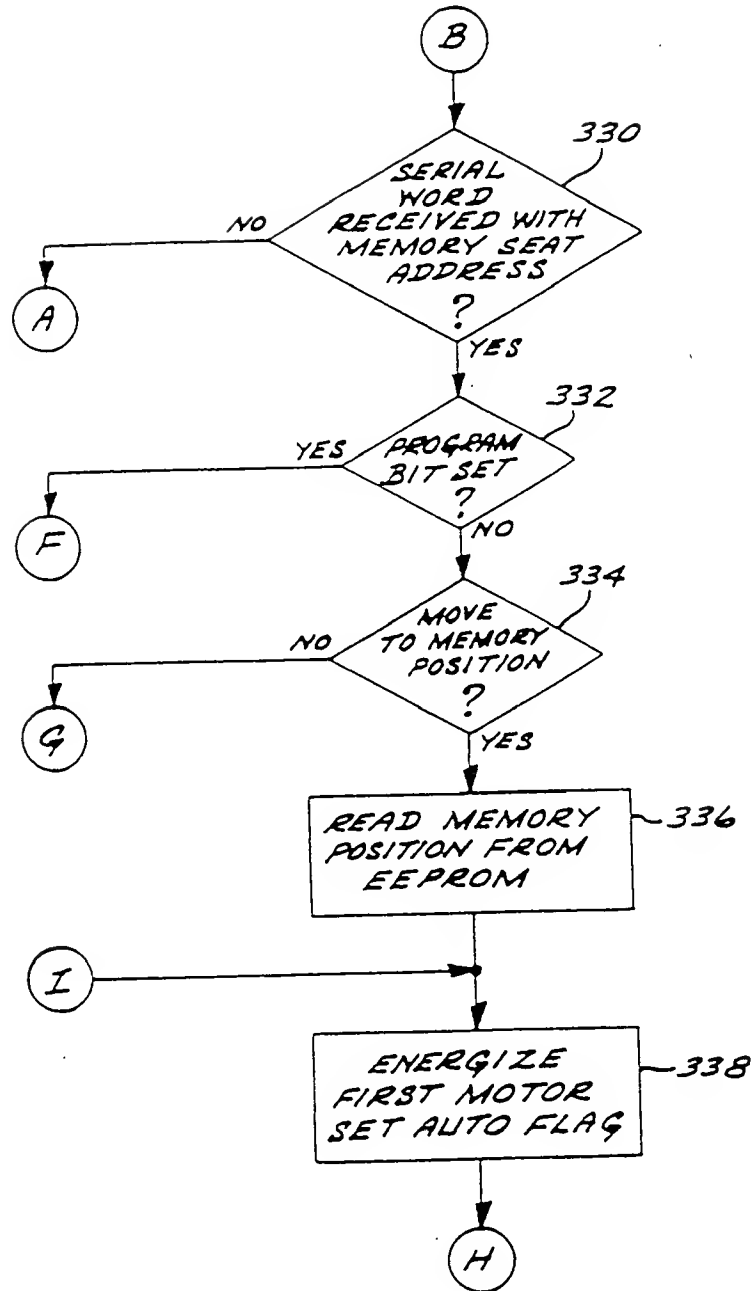 B
330
SERIAL
WORD
RECEIVED WITH
MEMORY SEAT
ADDRESS
?
NO
A
YES
332
PROGRAM
BIT SET
?
YES
F
NO
334
MOVE
TO MEMORY
POSITION
?
NO
G
YES
READ MEMORY
POSITION FROM
EEPROM
336
I
ENERGIZE
FIRST MOTOR
SET AUTO FLAG
338
H